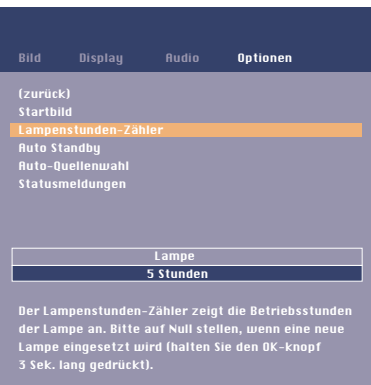 Bild Display Audio Optionen
(zurück)
Startbild
Lampenstunden-Zähler
Auto Standby
Auto-Quellenwahl
Statusmeldungen
Lampe
5 Stunden
Der Lampenstunden-Zähler zeigt die Betriebsstunden
der Lampe an. Bitte auf Null stellen, wenn eine neue
Lampe eingesetzt wird (halten Sie den OK-knopf
3 Sek. lang gedrückt).